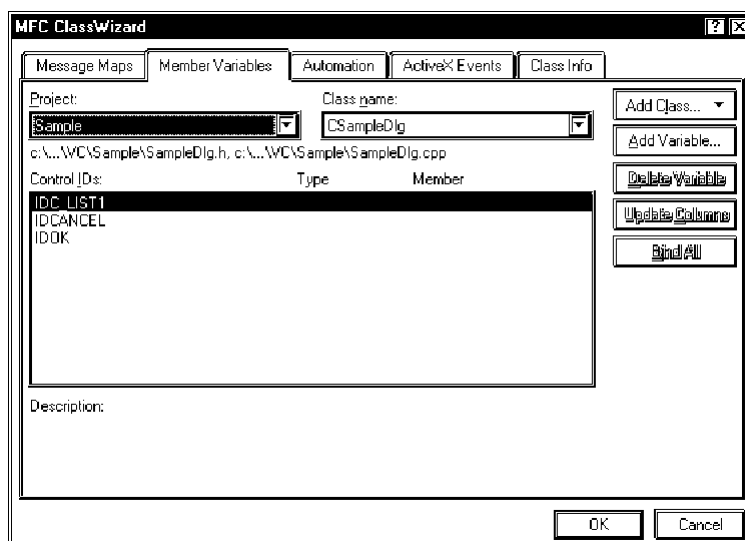 MFC ClassWizard
Message Maps Member Variables Automation ActiveX Events Class Info
Project: Class name:
Sample CSampleDlg
Add Class...
c:\...\VC\Sample\SampleDlg.h, c:\...\VC\Sample\SampleDlg.cpp
Add Variable...
Control IDs: Type Member
Delete Variable
IDC_LIST1
IDCANCEL
IDOK
Update Columns
Bind All
Description:
OK Cancel